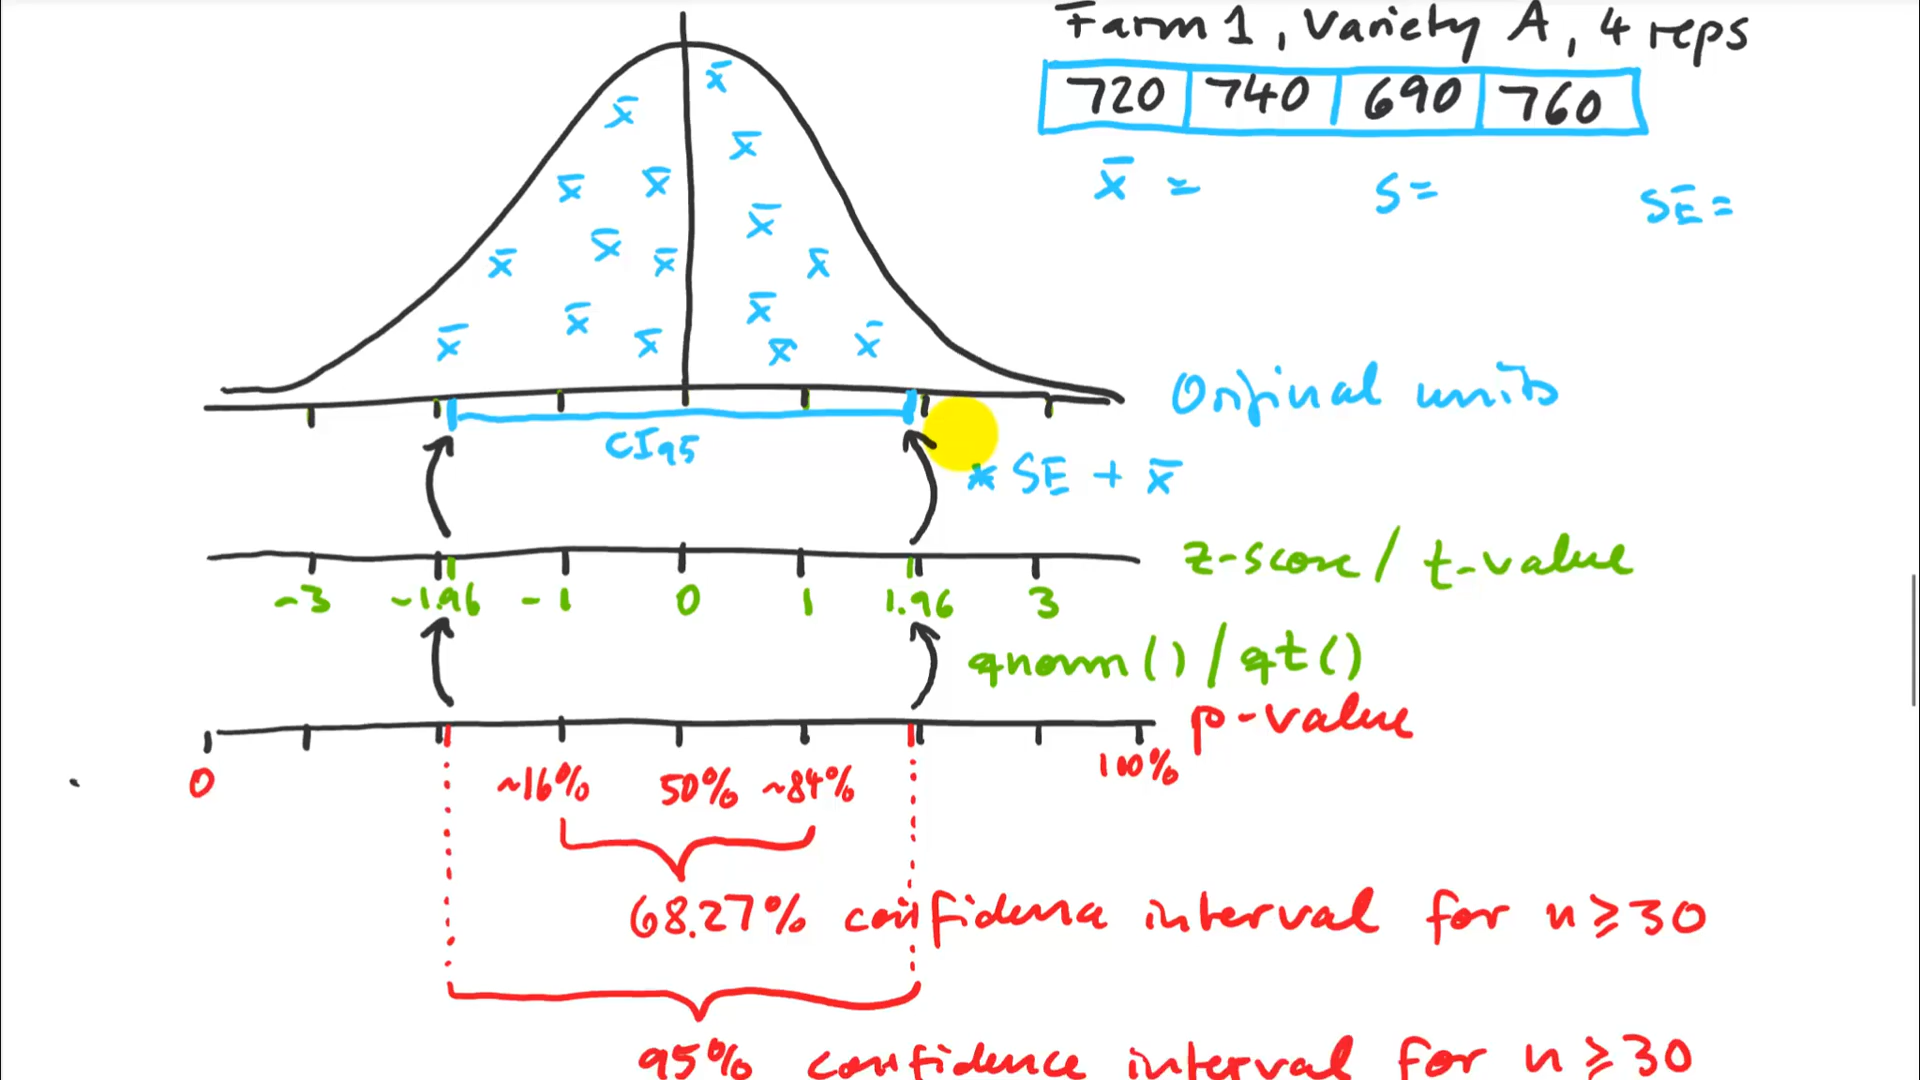 Farm 1, Variety A, 4 reps
720 740 690 760
x̄ = s = SE =
x̄
x̄
x̄
x̄ x̄
x̄
x̄ x̄ x̄ x̄
x̄ x̄
x̄ x̄ x̄ x̄
Original units
CI95
* SE + x̄
z-score / t-value
-3 -1.96 -1 0 1 1.96 3
qnorm() / qt()
p-value
0 ~16% 50% ~84% 100%
68.27% confidence interval for n ≥ 30
95% confidence interval for n ≥ 30